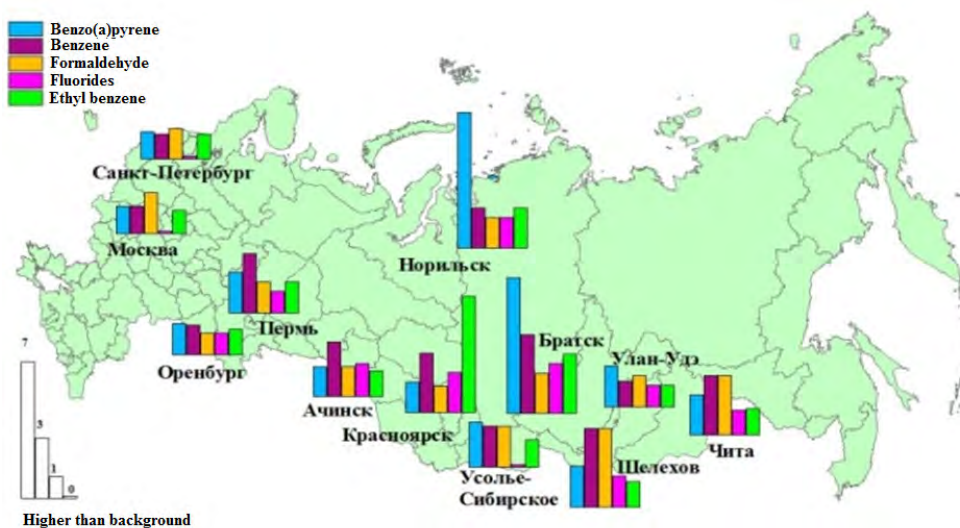 Benzo(a)pyrene
Benzene
Formaldehyde
Fluorides
Ethyl benzene
Санкт-Петербург
Москва
Норильск
Пермь
Братск
Улан-Удэ
Оренбург
Ачинск
Красноярск
Чита
Шелехов
Усолье-
Сибирское
7
3
1
0
Higher than background